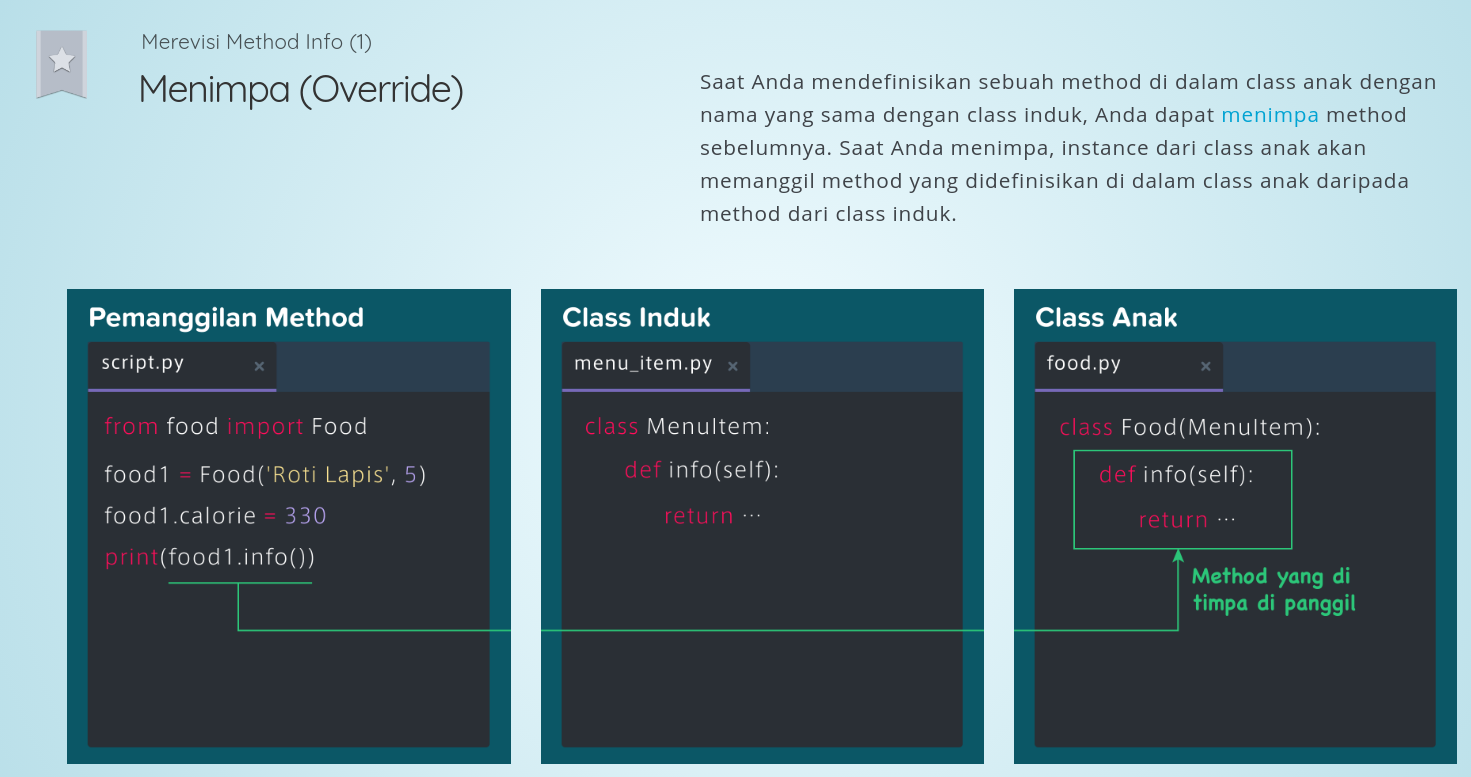 Merevisi Method Info (1)
Menimpa (Override)
Saat Anda mendefinisikan sebuah method di dalam class anak dengan
nama yang sama dengan class induk, Anda dapat menimpa method
sebelumnya. Saat Anda menimpa, instance dari class anak akan
memanggil method yang didefinisikan di dalam class anak daripada
method dari class induk.
Pemanggilan Method
script.py ×
from food import Food
food1 = Food('Roti Lapis', 5)
food1.calorie = 330
print(food1.info())
Class Induk
menu_item.py ×
class MenuItem:
def info(self):
return ···
Class Anak
food.py ×
class Food(MenuItem):
def info(self):
return ···
Method yang di
timpa di panggil